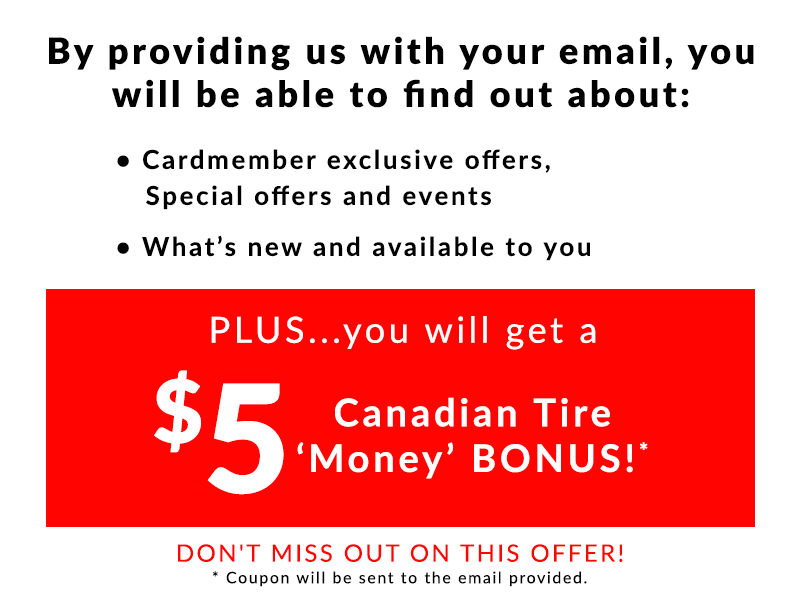 By providing us with your email, you
will be able to find out about:
• Cardmember exclusive offers,
Special offers and events
• What’s new and available to you
PLUS...you will get a
$5 Canadian Tire
‘Money’ BONUS!*
DON'T MISS OUT ON THIS OFFER!
* Coupon will be sent to the email provided.